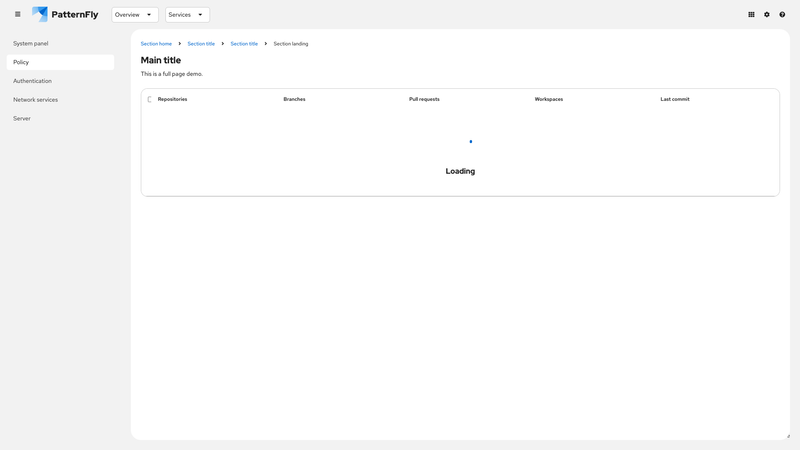 PatternFly
Overview
Services
System panel
Policy
Authentication
Network services
Server
Section home
Section title
Section title
Section landing
Main title
This is a full page demo.
Repositories Branches Pull requests Workspaces Last commit
Loading